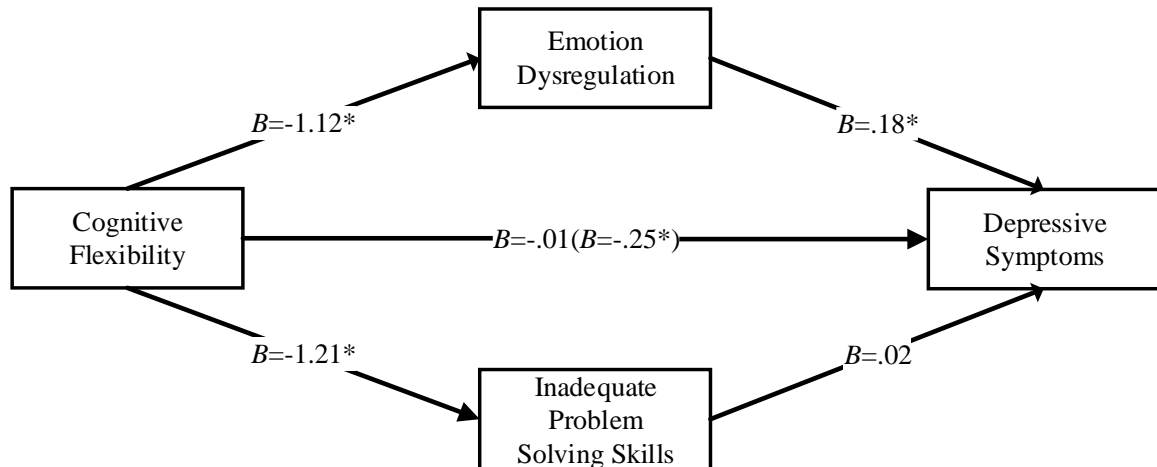 Emotion
Dysregulation
B=-1.12*
B=.18*
Cognitive
Flexibility
B=-.01(B=-.25*)
Depressive
Symptoms
B=-1.21*
B=.02
Inadequate
Problem
Solving Skills